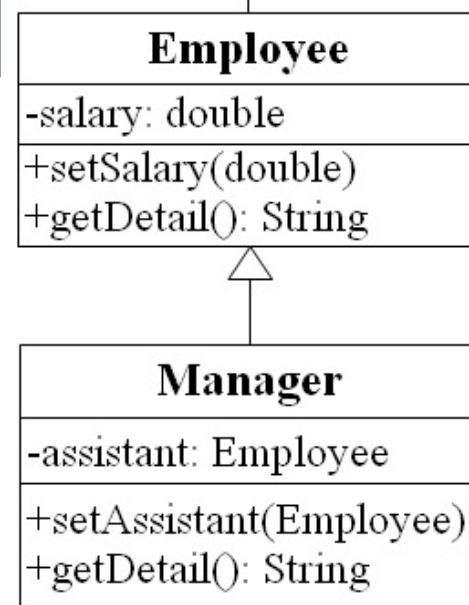 Employee
-salary: double
+setSalary(double)
+getDetail(): String
Manager
-assistant: Employee
+setAssistant(Employee)
+getDetail(): String